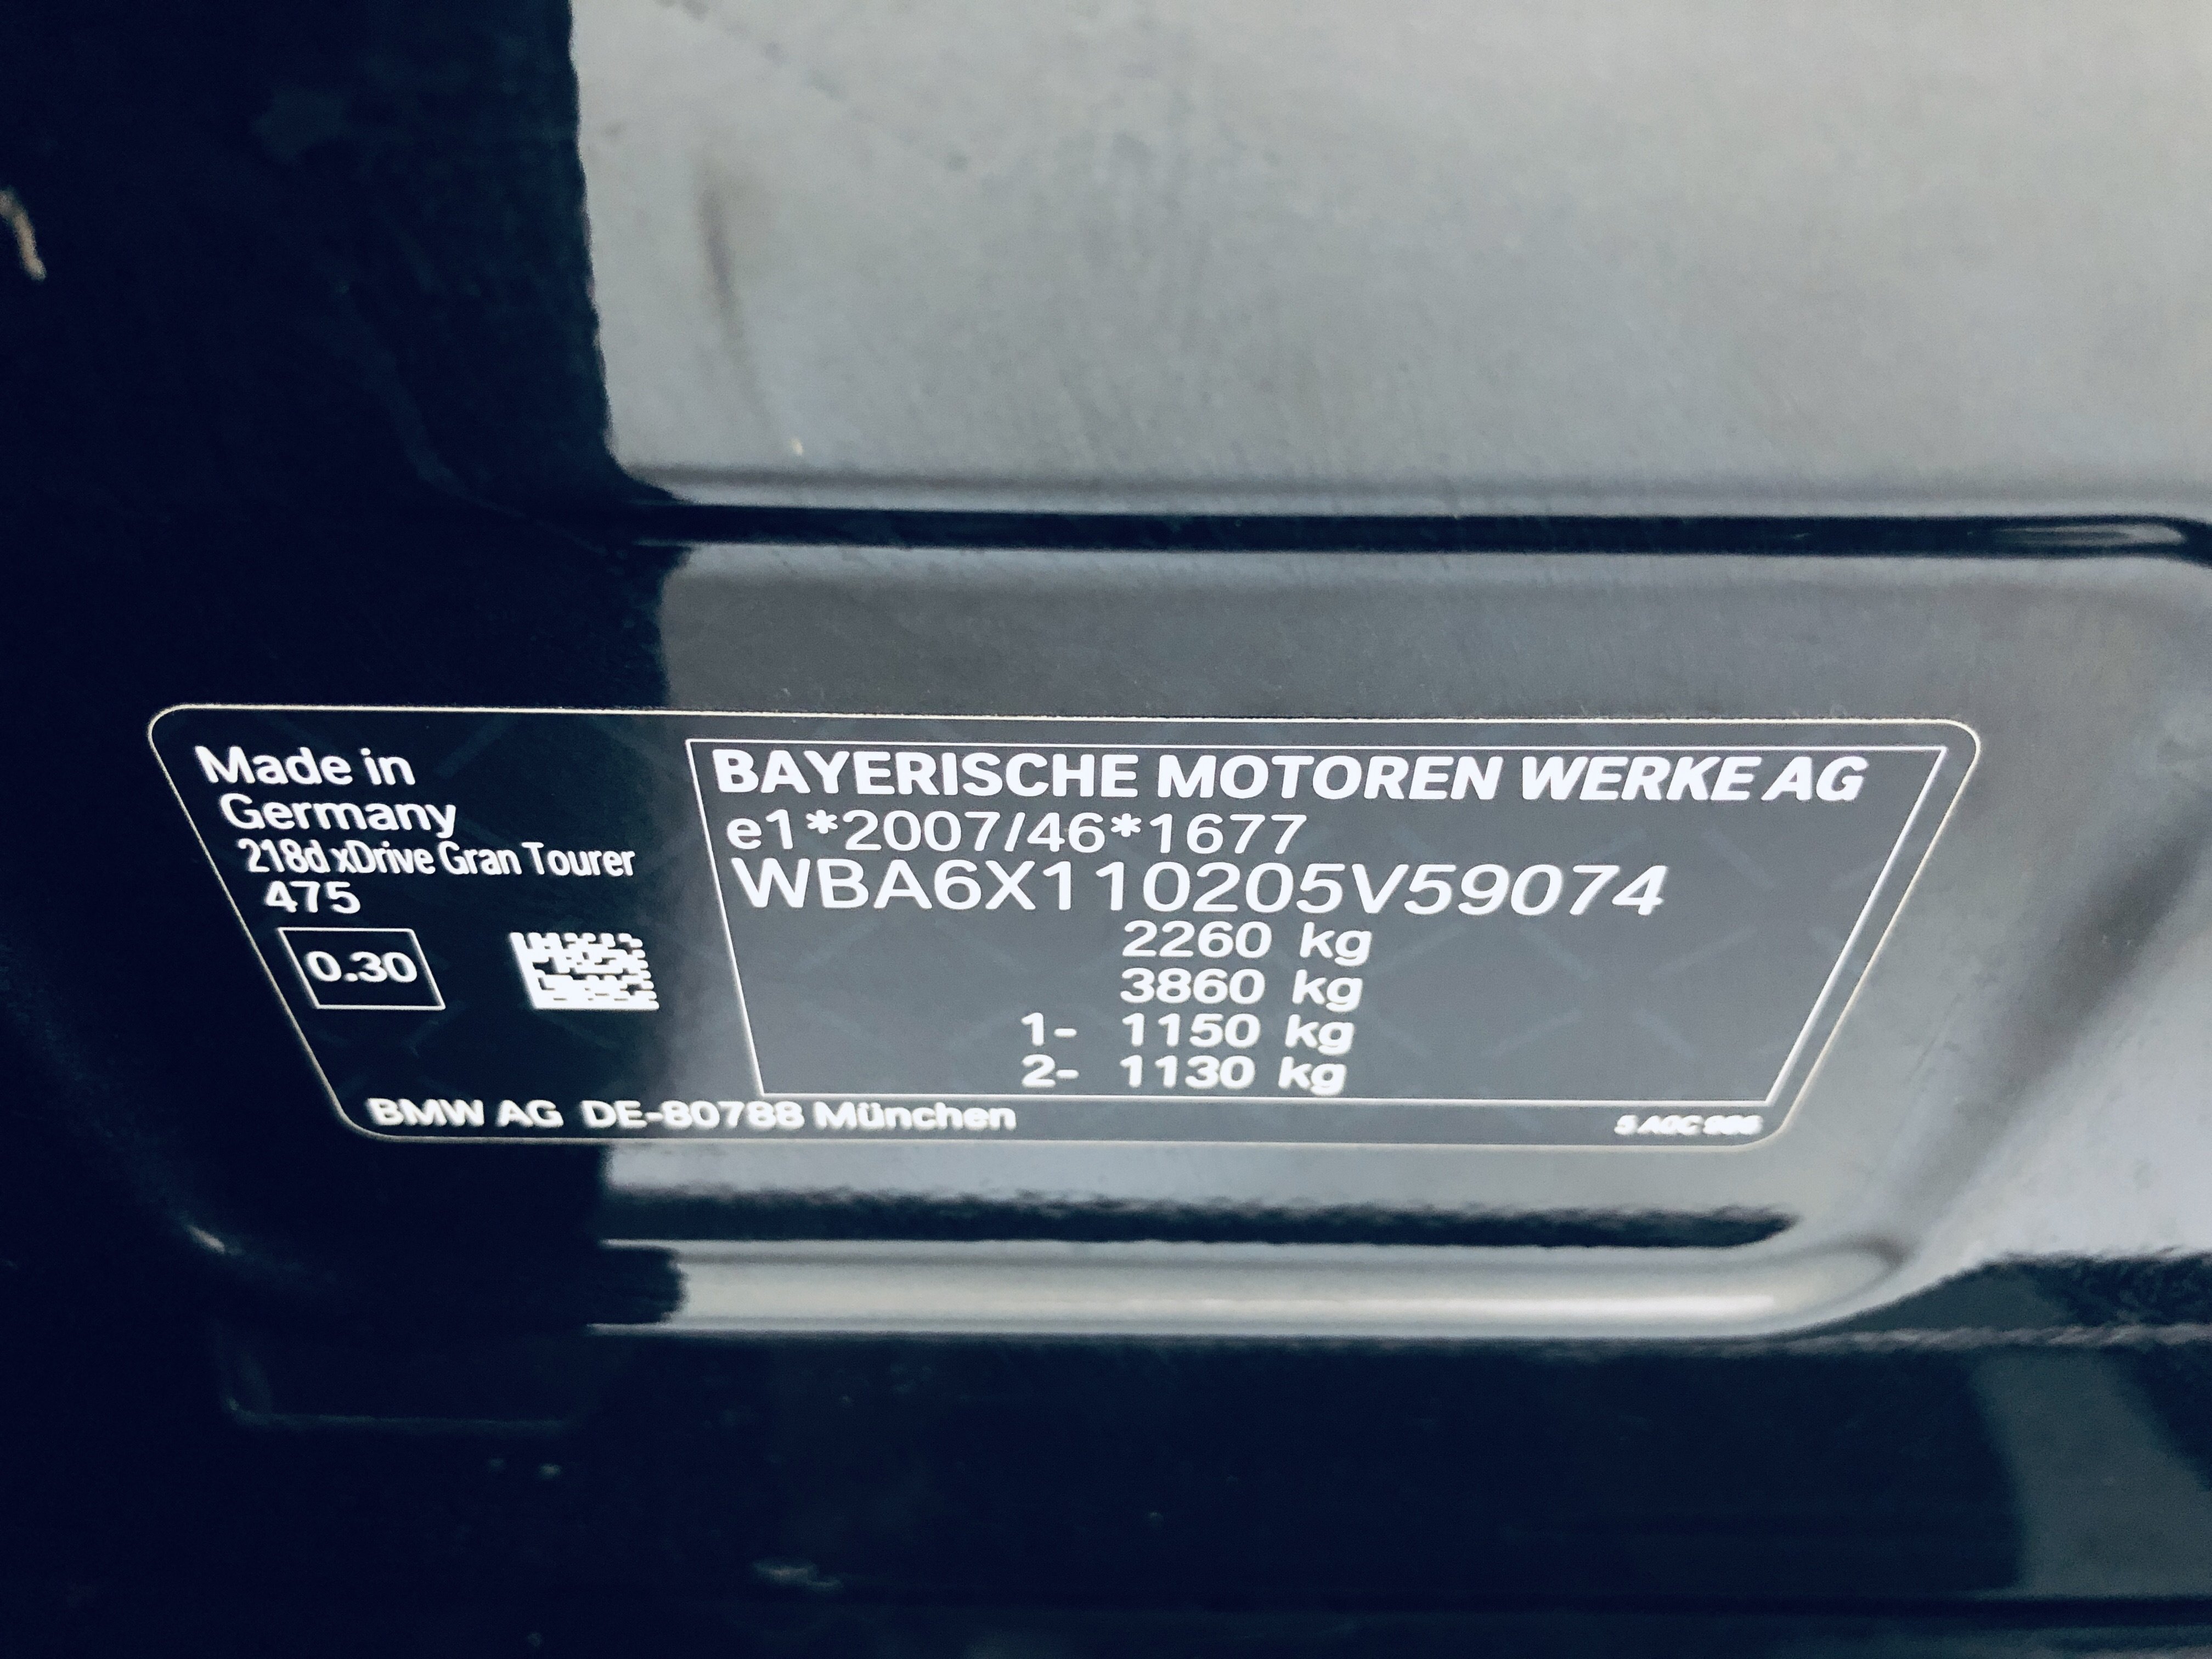 Made in
Germany
218d xDrive Gran Tourer
475
0.30
BAYERISCHE MOTOREN WERKE AG
e1*2007/46*1677
WBA6X110205V59074
2260 kg
3860 kg
1- 1150 kg
2- 1130 kg
BMW AG DE-80788 München